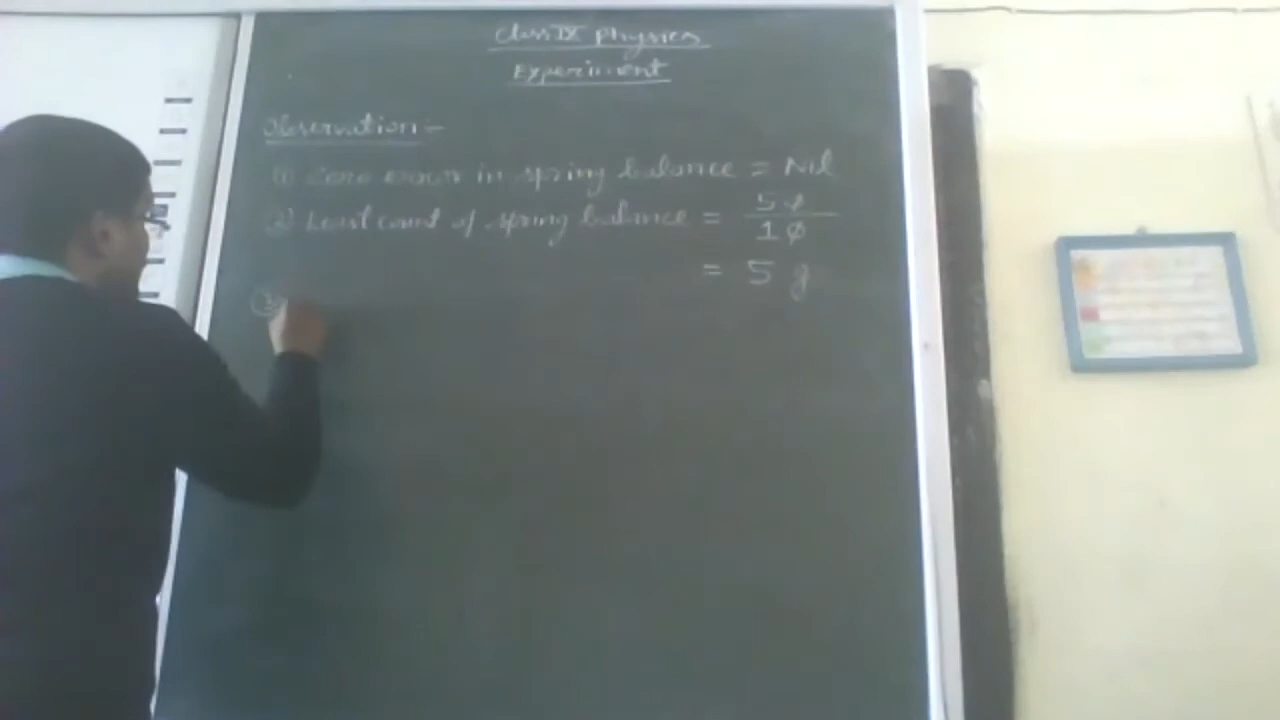 Class IX Physics
Experiment
Observation:-
① Zero error in spring balance = Nil
② Least count of spring balance = 50/10
= 5 g
③